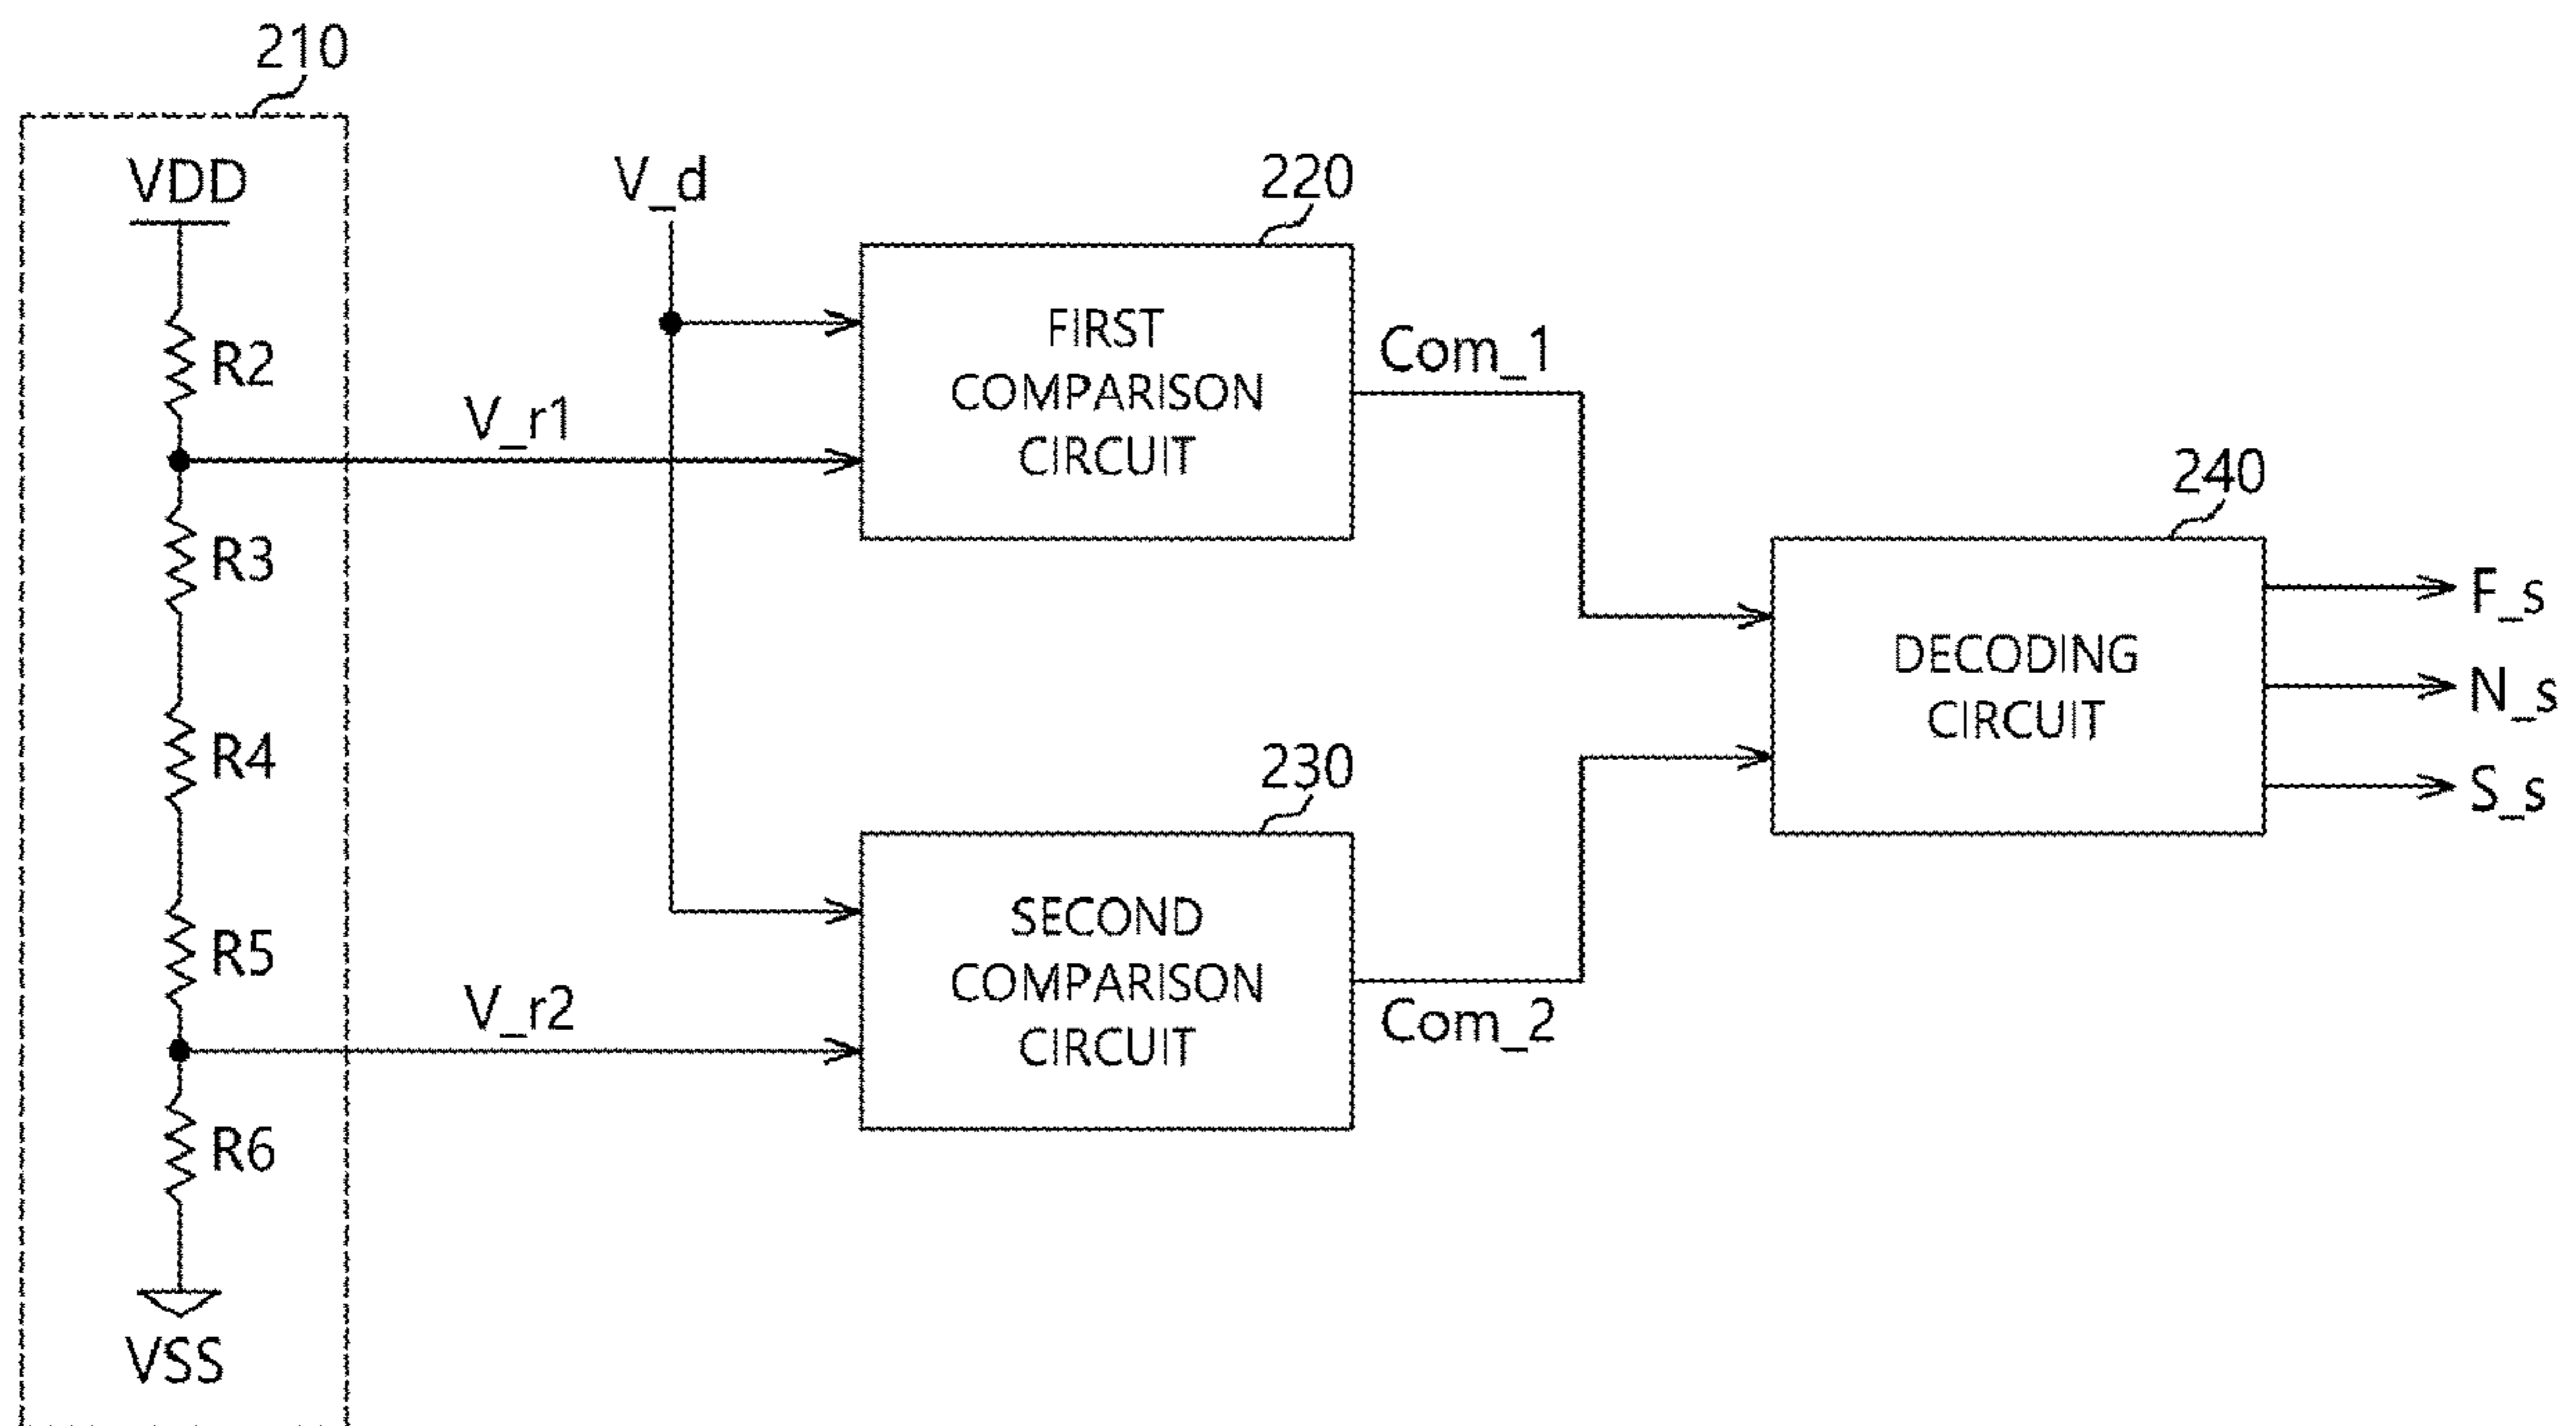 210
VDD
R2
R3
R4
R5
R6
VSS
V_d
V_r1
V_r2
220
FIRST
COMPARISON
CIRCUIT
Com_1
230
SECOND
COMPARISON
CIRCUIT
Com_2
240
DECODING
CIRCUIT
F_s
N_s
S_s